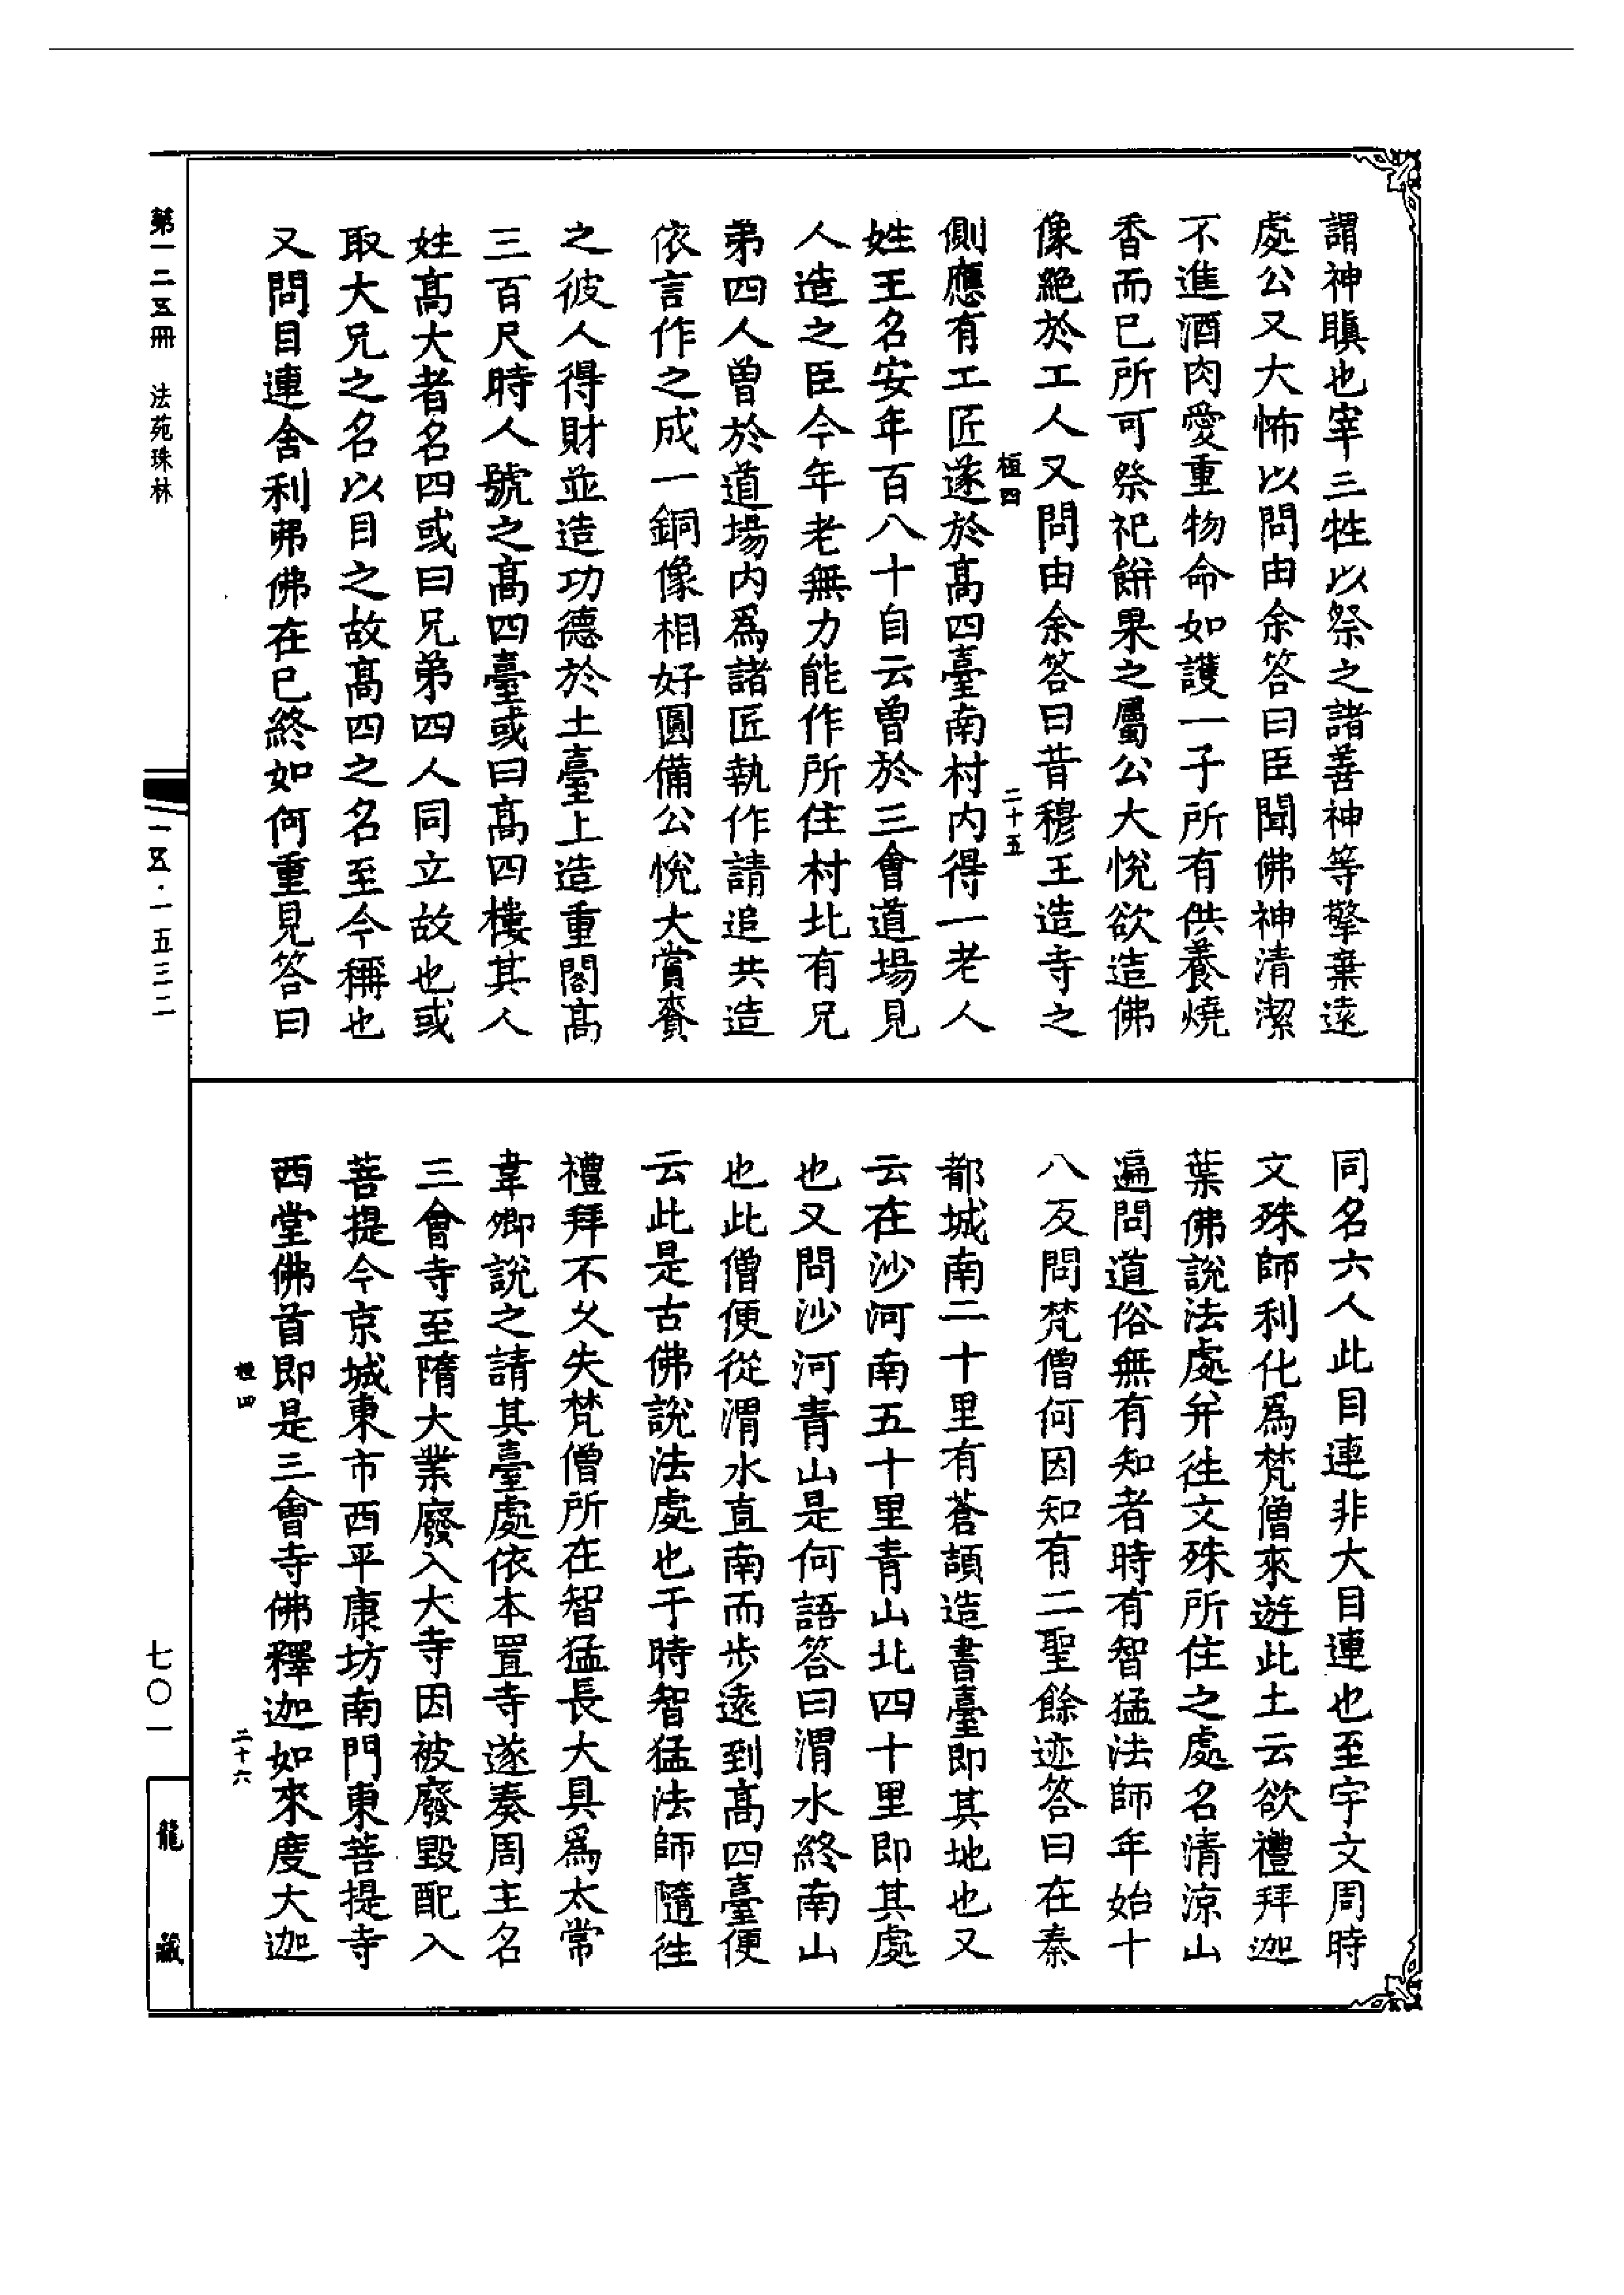 謂神瞋也宰三牲以祭之諸善神等擎棄遠
處公又大怖以問由余答曰臣聞佛神清潔
不進酒肉愛重物命如護一子所有供養燒
香而已所可祭祀餅果之屬公大悅欲造佛
像絕於工人又問由余答曰昔穆王造寺之
桓四
二十五
側應有工匠遂於高四臺南村內得一老人
姓王名安年百八十自云曾於三會道場見
人造之臣今年老無力能作所住村北有兄
弟四人曾於道場內爲諸匠執作請追共造
依言作之成一銅像相好圓備公悅大賞賚
之彼人得財並造功德於土臺上造重閣高
三百尺時人號之高四臺或曰高四樓其人
姓高大者名四或曰兄弟四人同立故也或
取大兄之名以目之故高四之名至今稱也
又問目連舍利弗佛在已終如何重見答曰
同名六人此目連非大目連也至宇文周時
文殊師利化爲梵僧來遊此土云欲禮拜迦
葉佛說法處并往文殊所住之處名清涼山
遍問道俗無有知者時有智猛法師年始十
八反問梵僧何因知有二聖餘迹答曰在秦
都城南二十里有蒼頡造書臺即其地也又
云在沙河南五十里青山北四十里即其處
也又問沙河青山是何語答曰渭水終南山
也此僧便從渭水直南而步遠到高四臺便
云此是古佛說法處也于時智猛法師隨往
禮拜不久失梵僧所在智猛長大具爲太常
韋卿說之請其臺處依本置寺遂奏周主名
三會寺至隋大業廢入大寺因被廢毀配入
菩提今京城東市西平康坊南門東菩提寺
西堂佛首即是三會寺佛釋迦如來度大迦
桓四
二十六
第一二五冊 法苑珠林
一五·一五三二
七〇一
龍藏